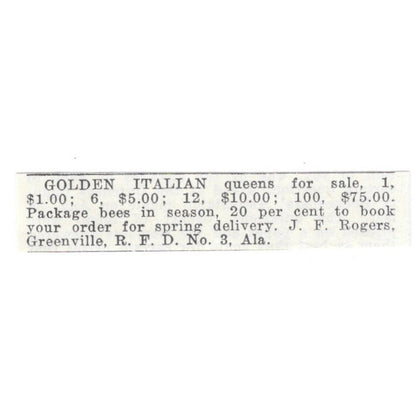 GOLDEN ITALIAN queens for sale, 1,
$1.00; 6, $5.00; 12, $10.00; 100, $75.00.
Package bees in season, 20 per cent to book
your order for spring delivery. J. F. Rogers,
Greenville, R. F. D. No. 3, Ala.